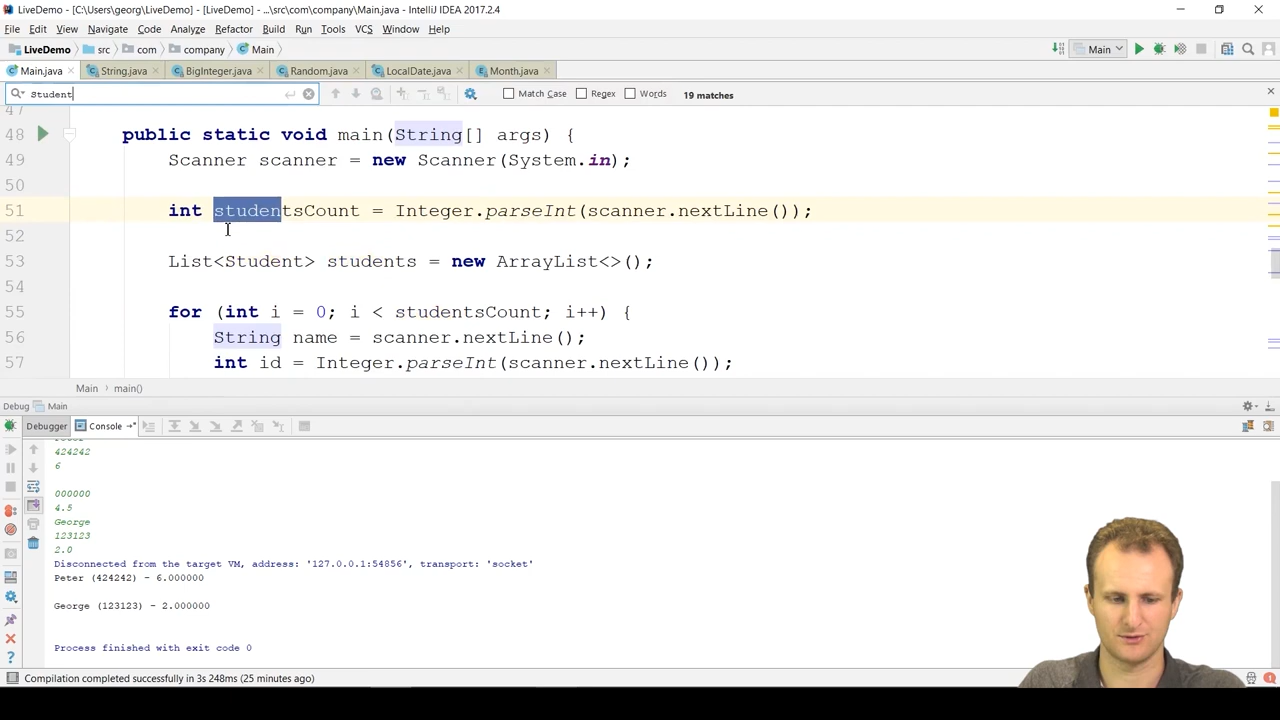 LiveDemo - [C:\Users\georg\LiveDemo] - [LiveDemo] - ...\src\com\company\Main.java - IntelliJ IDEA 2017.2.4
File Edit View Navigate Code Analyze Refactor Build Run Tools VCS Window Help
LiveDemo src com company Main
Main
Main.java String.java BigInteger.java Random.java LocalDate.java Month.java
Student Match Case Regex Words 19 matches
47
48 public static void main(String[] args) {
49 Scanner scanner = new Scanner(System.in);
50
51 int studentsCount = Integer.parseInt(scanner.nextLine());
52
53 List<Student> students = new ArrayList<>();
54
55 for (int i = 0; i < studentsCount; i++) {
56 String name = scanner.nextLine();
57 int id = Integer.parseInt(scanner.nextLine());
Main main()
Debug Main
Debugger Console
424242
6
000000
4.5
George
123123
2.0
Disconnected from the target VM, address: '127.0.0.1:54856', transport: 'socket'
Peter (424242) - 6.000000
George (123123) - 2.000000
Process finished with exit code 0
Compilation completed successfully in 3s 248ms (25 minutes ago)